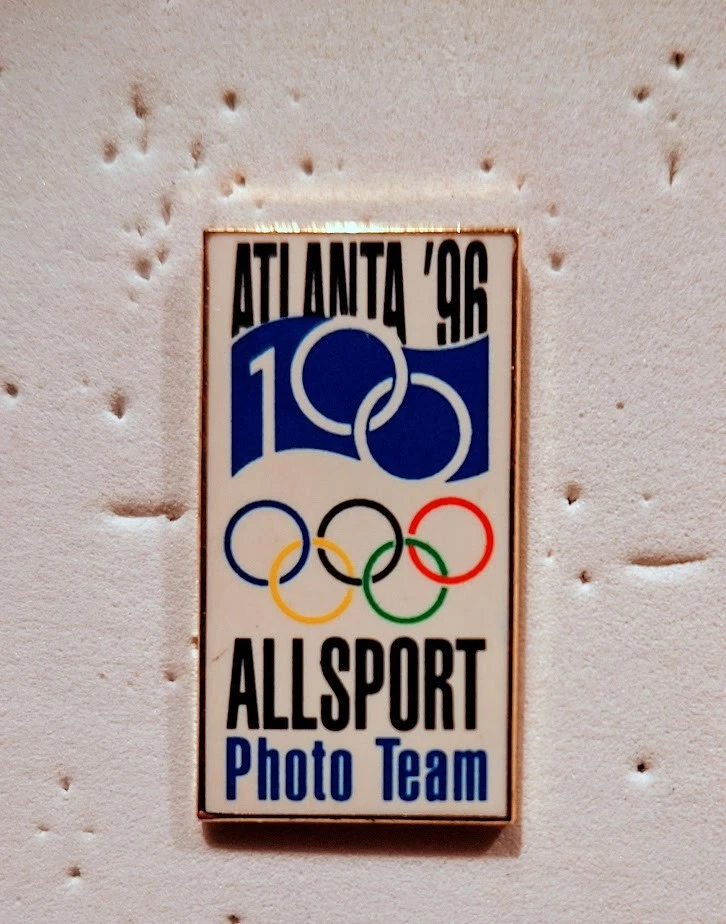 ATLANTA '96
100
ALLSPORT
Photo Team